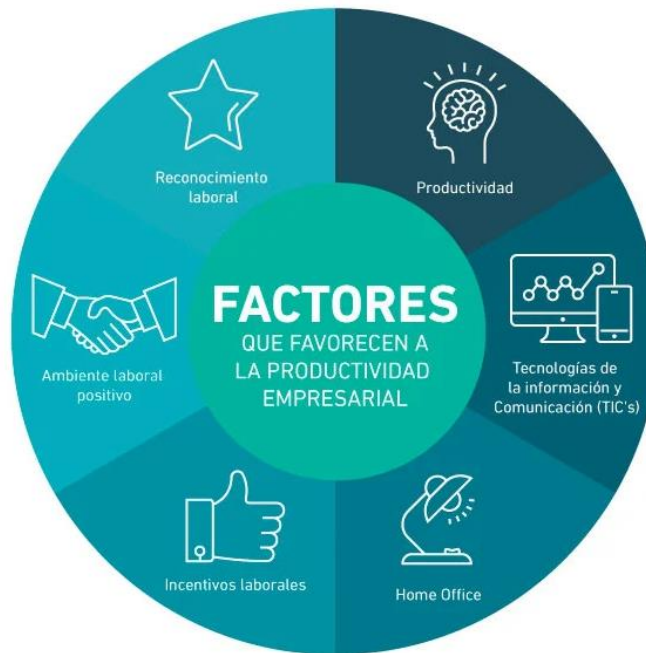 FACTORES
QUE FAVORECEN A
LA PRODUCTIVIDAD
EMPRESARIAL
Productividad
Tecnologías de
la información y
Comunicación (TIC's)
Home Office
Incentivos laborales
Ambiente laboral
positivo
Reconocimiento
laboral